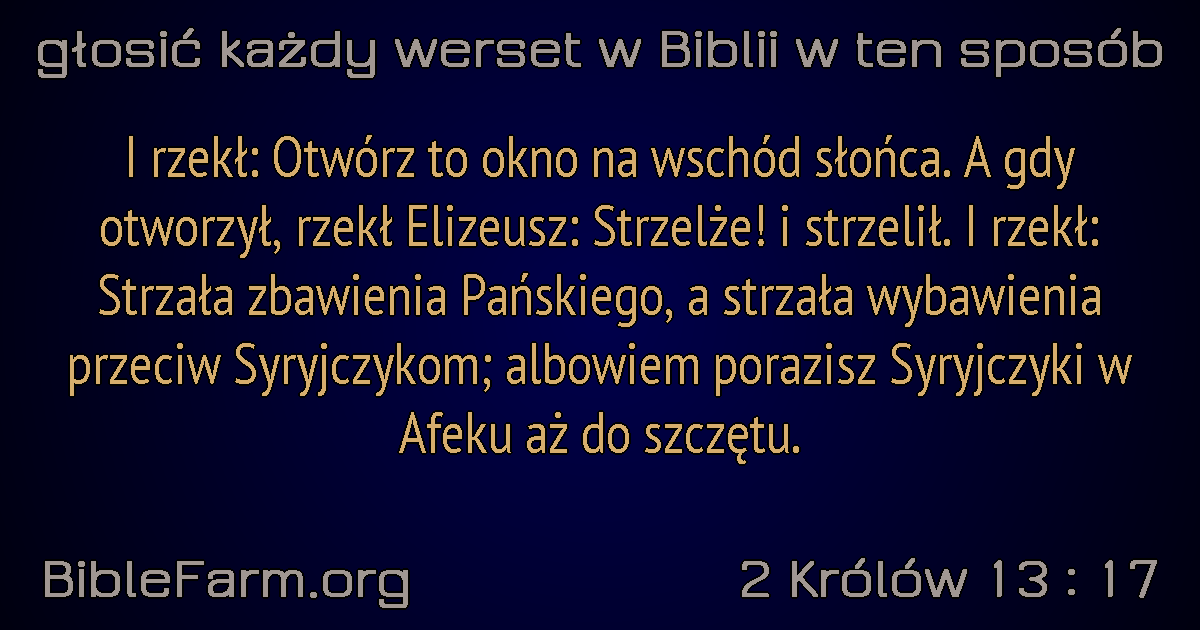 głosić każdy werset w Biblii w ten sposób
I rzekł: Otwórz to okno na wschód słońca. A gdy
otworzył, rzekł Elizeusz: Strzelże! i strzelił. I rzekł:
Strzała zbawienia Pańskiego, a strzała wybawienia
przeciw Syryjczykom; albowiem porazisz Syryjczyki w
Afeku aż do szczętu.
BibleFarm.org
2 Królów 13 : 17